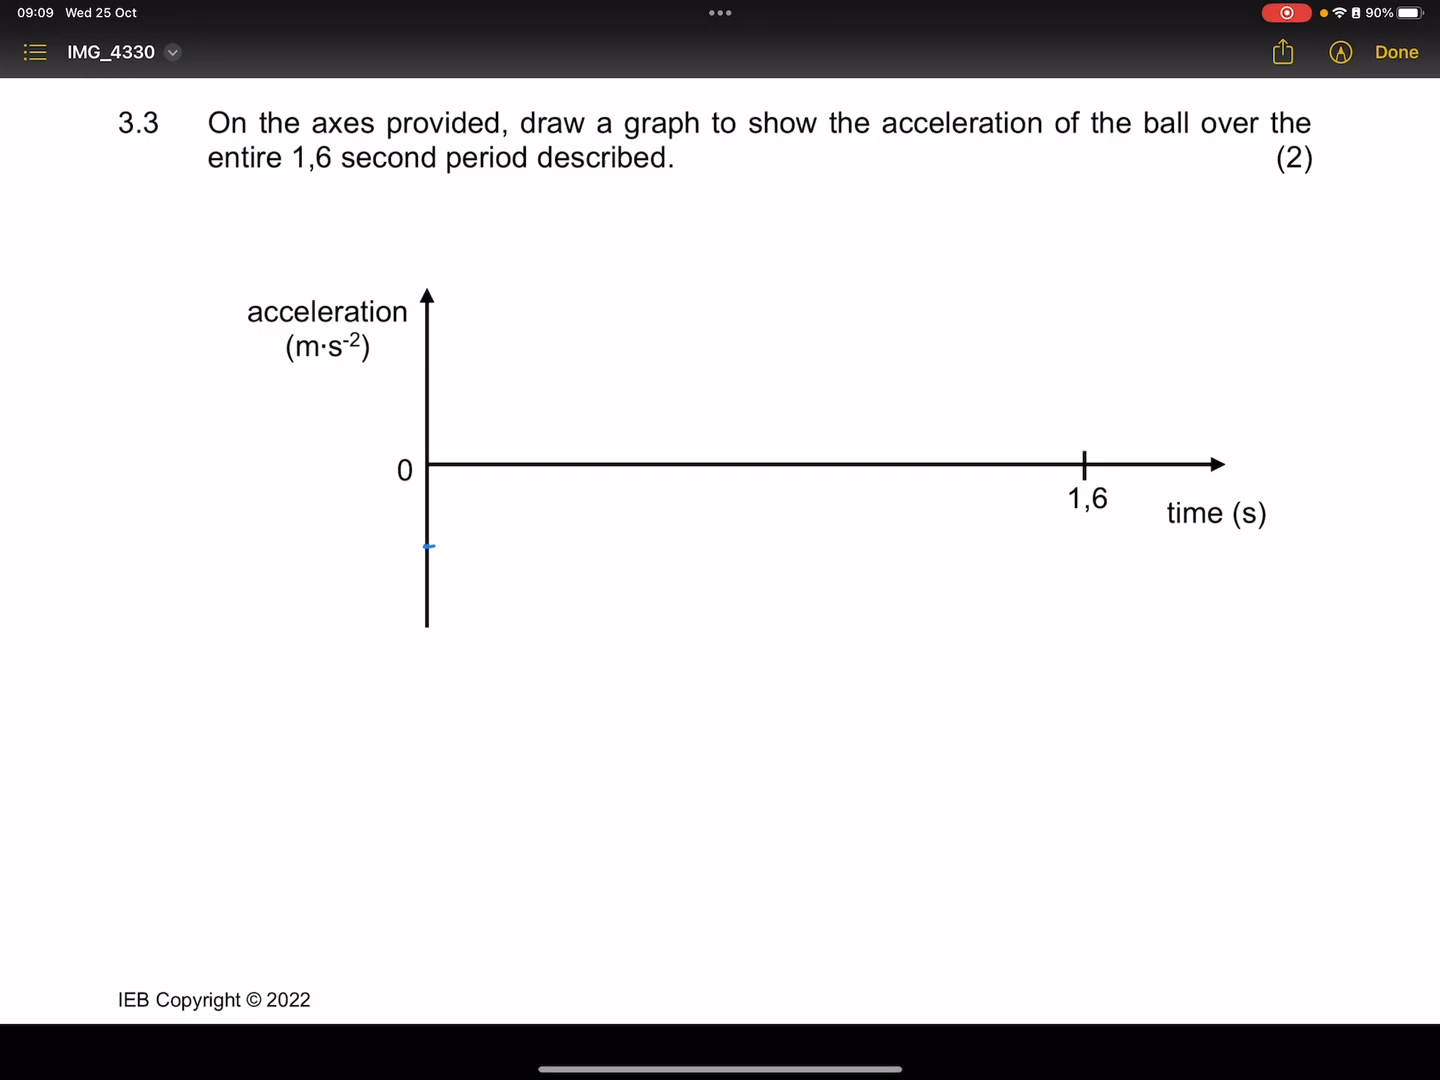 09:09 Wed 25 Oct
90%
IMG_4330
Done
3.3 On the axes provided, draw a graph to show the acceleration of the ball over the
entire 1,6 second period described. (2)
acceleration
(m·s⁻²)
0
1,6
time (s)
IEB Copyright © 2022